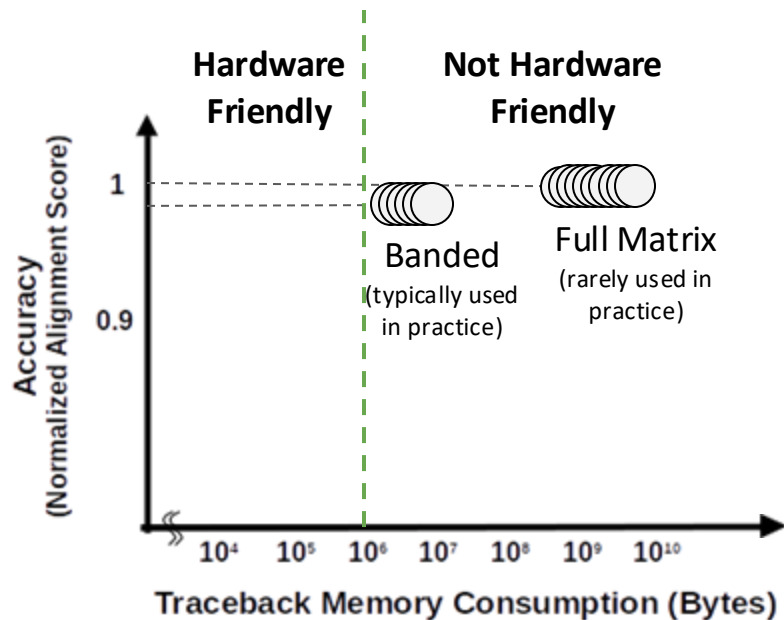 Hardware
Friendly
Not Hardware
Friendly
Accuracy
(Normalized Alignment Score)
1
0.9
Banded
(typically used
in practice)
Full Matrix
(rarely used in
practice)
10⁴ 10⁵ 10⁶ 10⁷ 10⁸ 10⁹ 10¹⁰
Traceback Memory Consumption (Bytes)